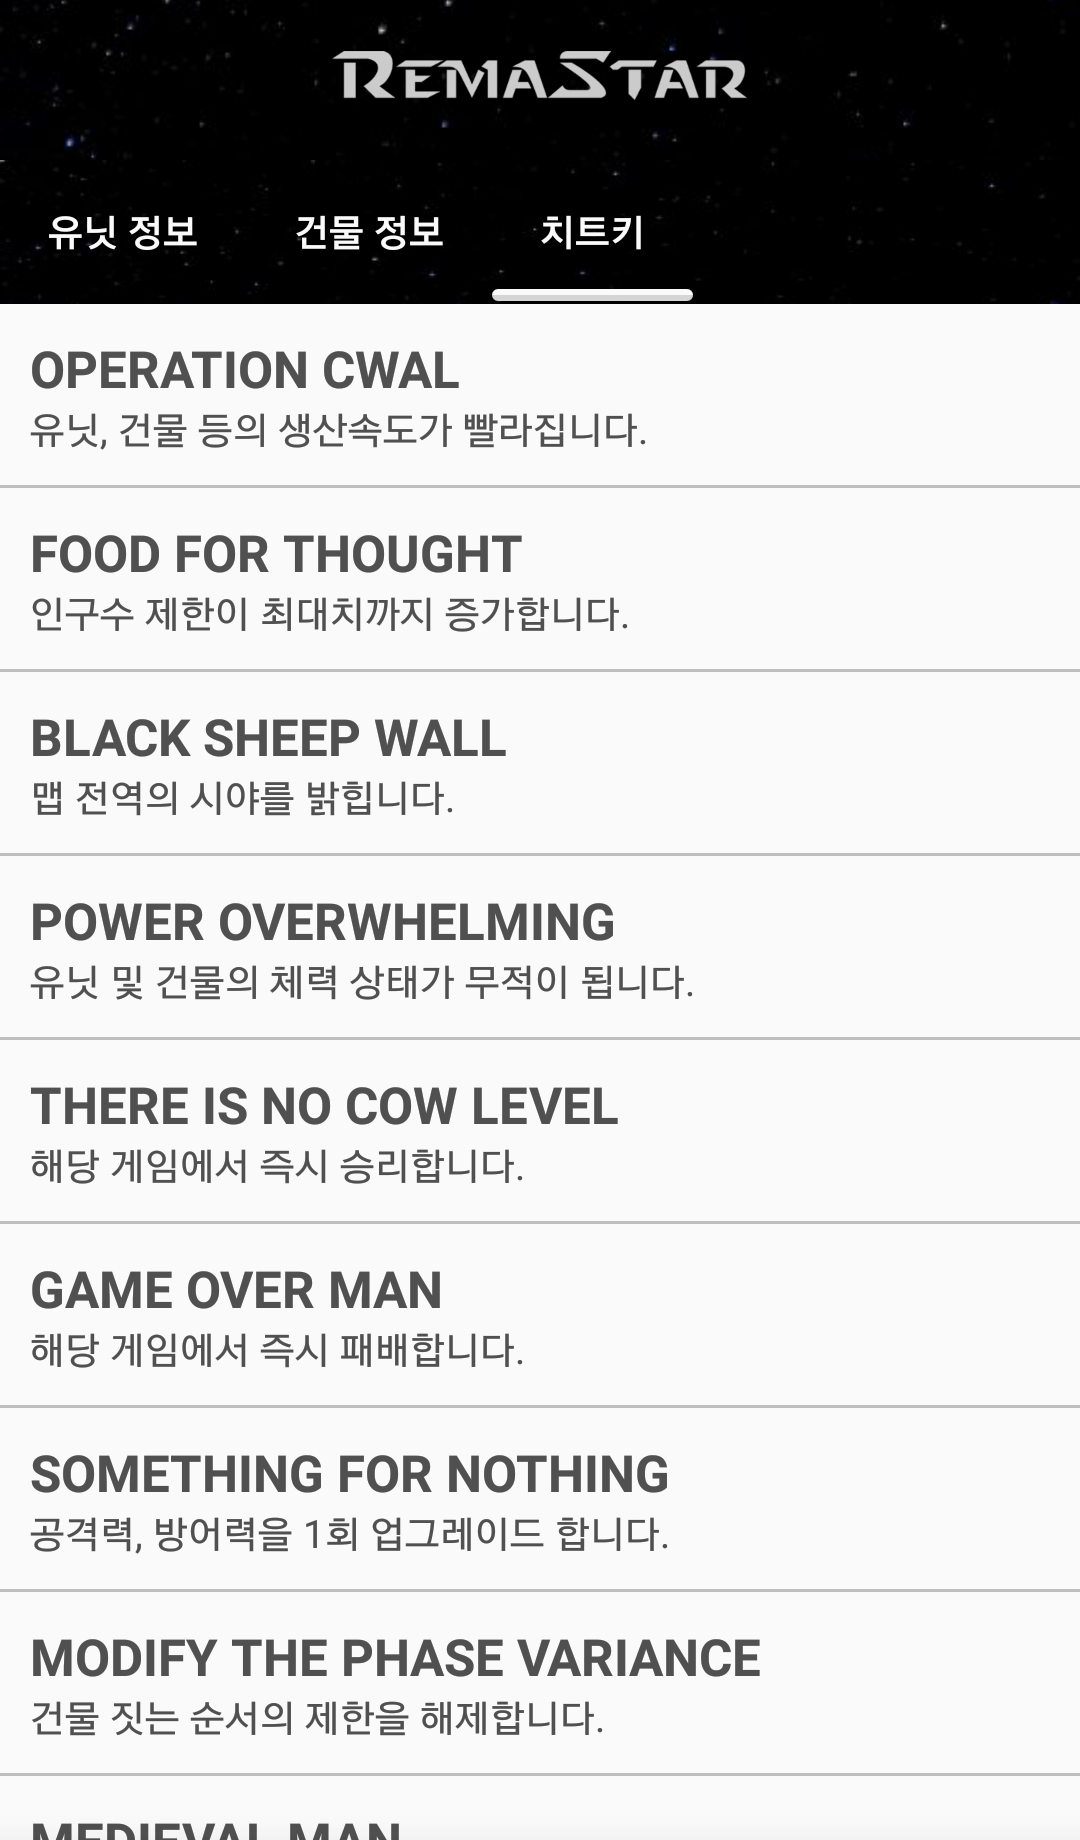 REMASTAR
유닛 정보 건물 정보 치트키
OPERATION CWAL
유닛, 건물 등의 생산속도가 빨라집니다.
FOOD FOR THOUGHT
인구수 제한이 최대치까지 증가합니다.
BLACK SHEEP WALL
맵 전역의 시야를 밝힙니다.
POWER OVERWHELMING
유닛 및 건물의 체력 상태가 무적이 됩니다.
THERE IS NO COW LEVEL
해당 게임에서 즉시 승리합니다.
GAME OVER MAN
해당 게임에서 즉시 패배합니다.
SOMETHING FOR NOTHING
공격력, 방어력을 1회 업그레이드 합니다.
MODIFY THE PHASE VARIANCE
건물 짓는 순서의 제한을 해제합니다.
MEDIEVAL MAN